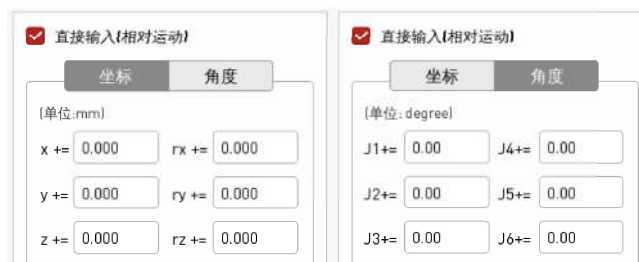 直接输入(相对运动)
坐标 角度
(单位:mm)
x += 0.000 rx += 0.000
y += 0.000 ry += 0.000
z += 0.000 rz += 0.000
直接输入(相对运动)
坐标 角度
(单位: degree)
J1+= 0.00 J4+= 0.00
J2+= 0.00 J5+= 0.00
J3+= 0.00 J6+= 0.00